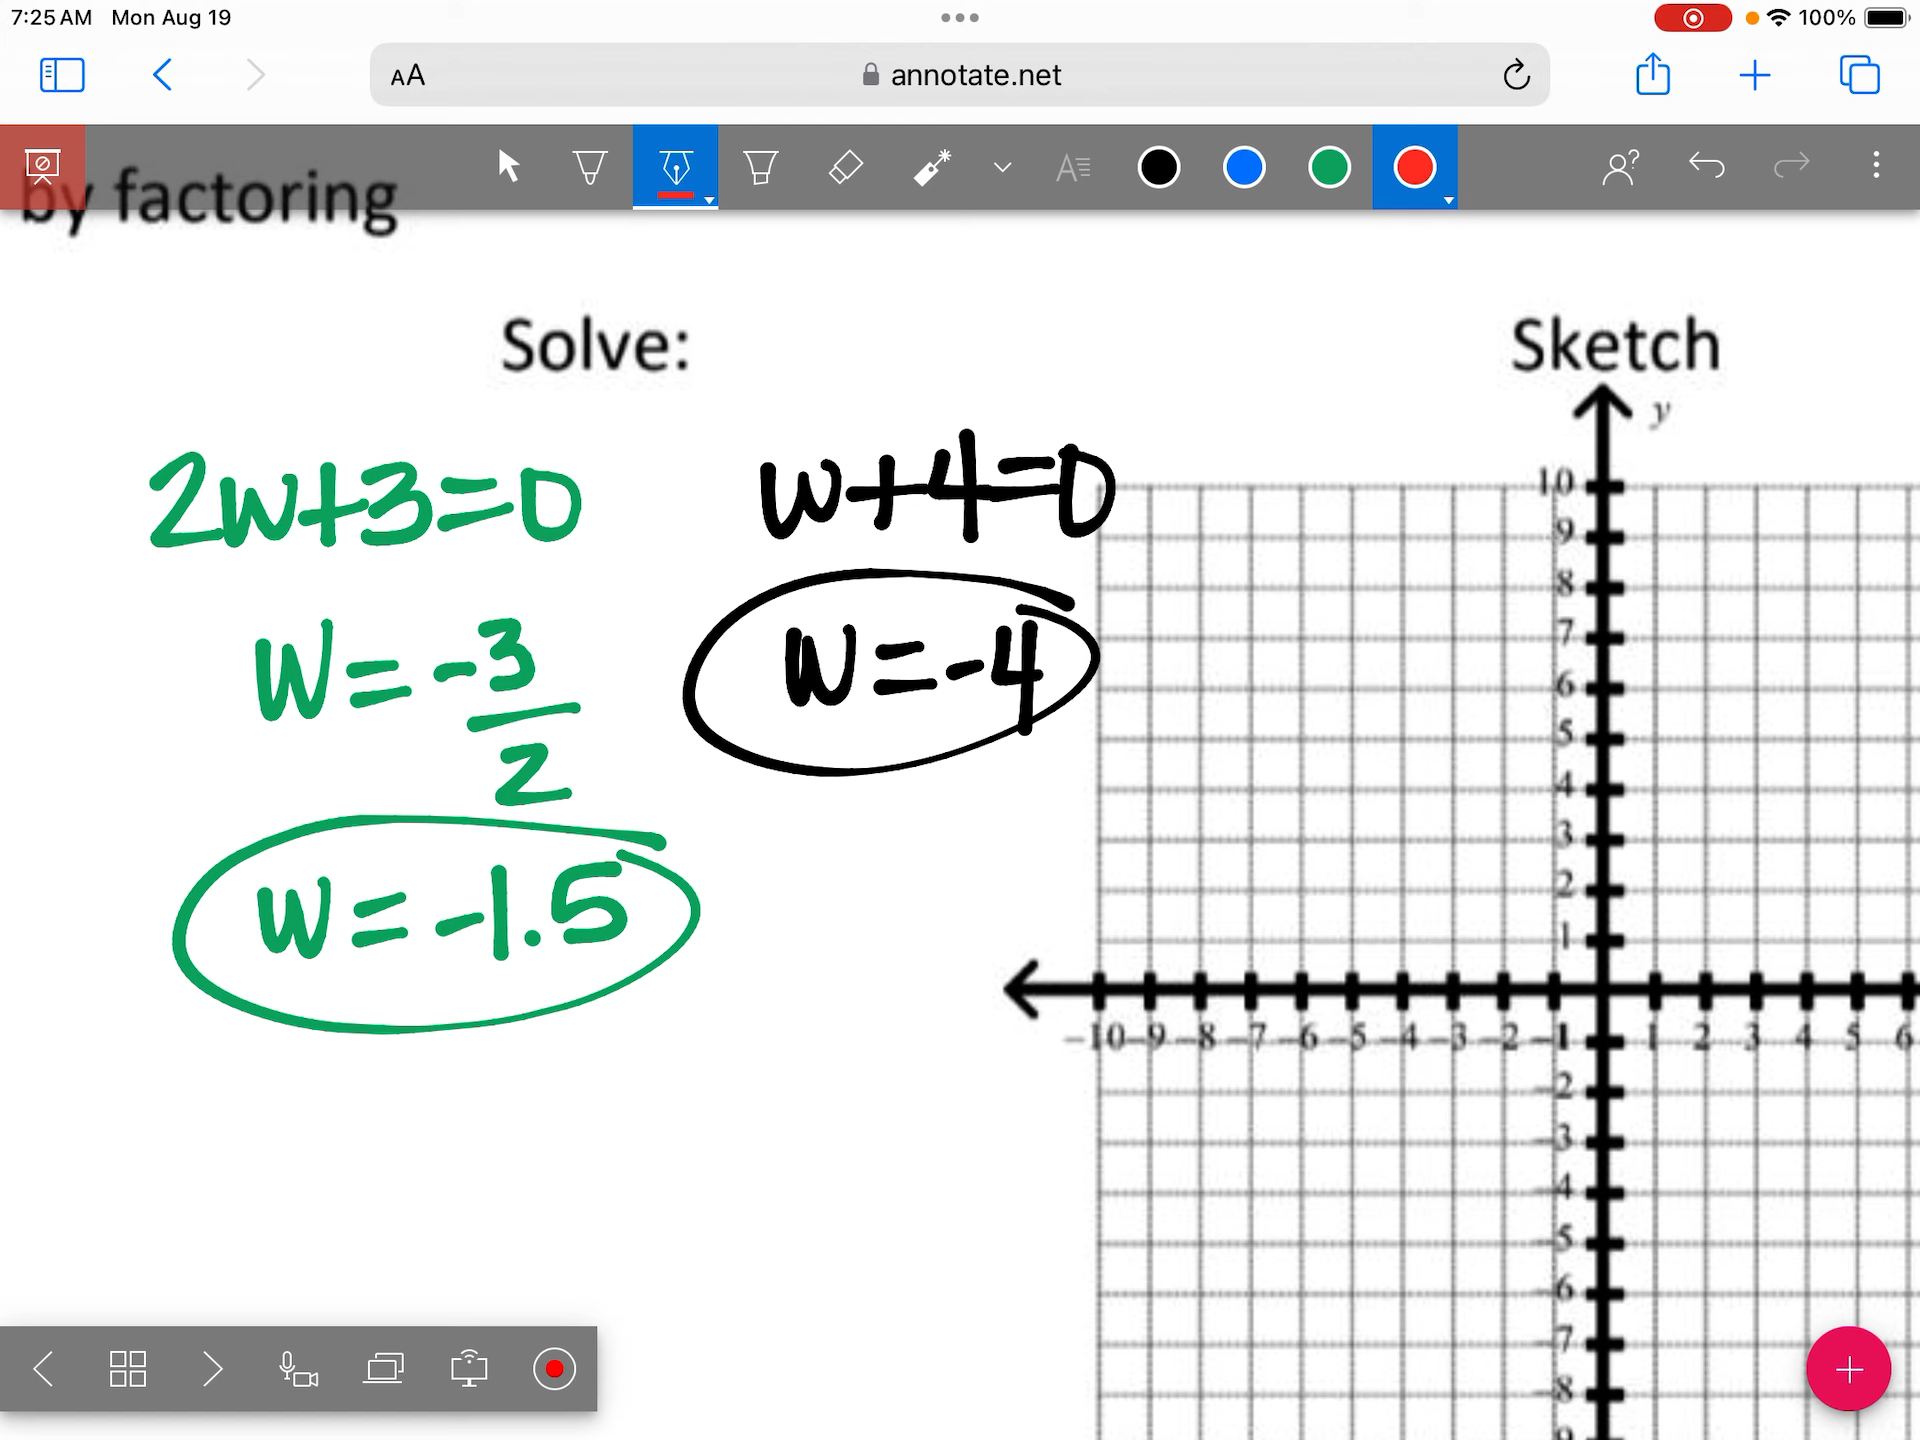 7:25 AM Mon Aug 19
100%
AA
annotate.net
by factoring
Solve:
Sketch
y
2w+3=0
w+4=0
W=-3/2
W=-4
W=-1.5
10
9
8
7
6
5
4
3
2
1
-10 -9 -8 -7 -6 -5 -4 -3 -2 -1 1 2 3 4 5 6
-2
-3
-4
-5
-6
-7
-8